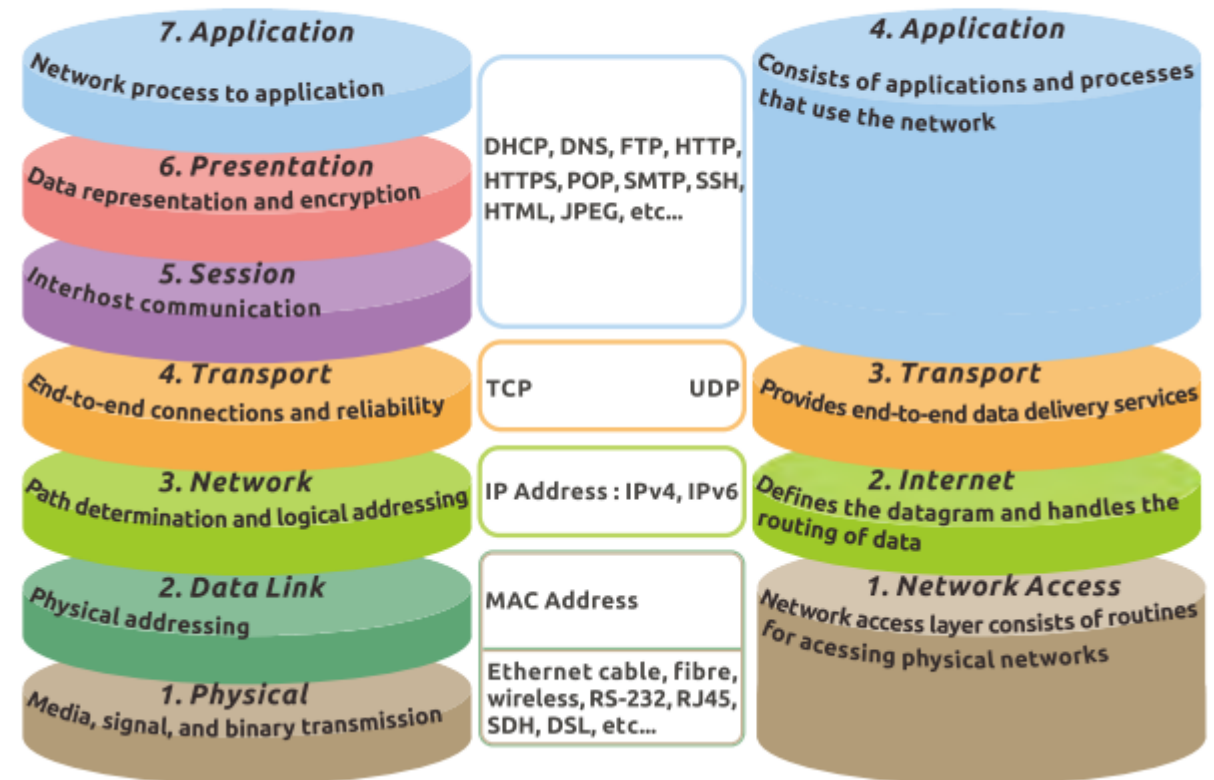 7. Application
Network process to application
6. Presentation
Data representation and encryption
5. Session
Interhost communication
4. Transport
End-to-end connections and reliability
3. Network
Path determination and logical addressing
2. Data Link
Physical addressing
1. Physical
Media, signal, and binary transmission
DHCP, DNS, FTP, HTTP,
HTTPS, POP, SMTP, SSH,
HTML, JPEG, etc...
TCP UDP
IP Address : IPv4, IPv6
MAC Address
Ethernet cable, fibre,
wireless, RS-232, RJ45,
SDH, DSL, etc...
4. Application
Consists of applications and processes
that use the network
3. Transport
Provides end-to-end data delivery services
2. Internet
Defines the datagram and handles the
routing of data
1. Network Access
Network access layer consists of routines
for acessing physical networks